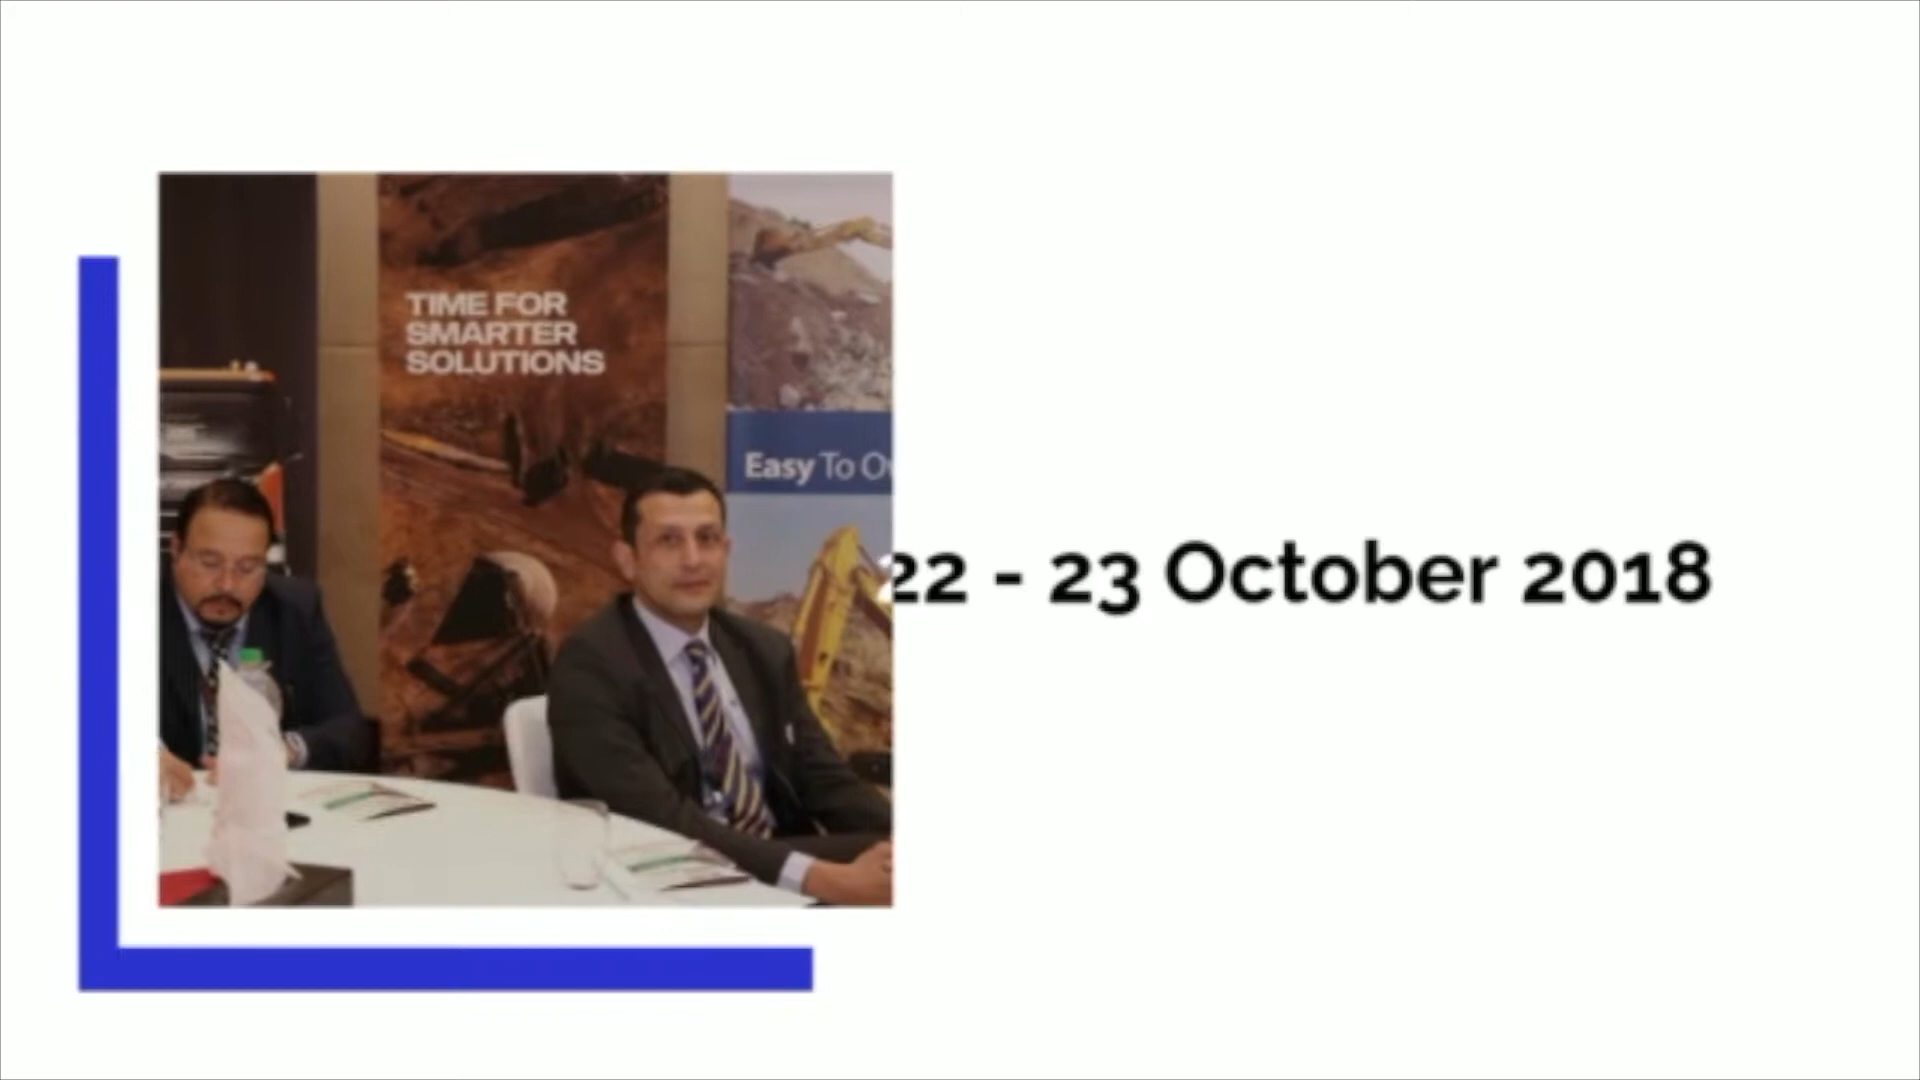 TIME FOR
SMARTER
SOLUTIONS
Easy To
22 - 23 October 2018